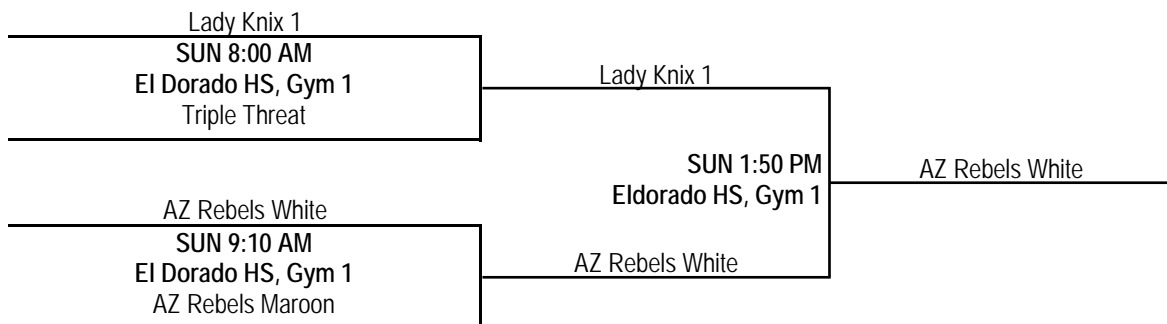 Lady Knix 1
SUN 8:00 AM
El Dorado HS, Gym 1
Triple Threat
Lady Knix 1
SUN 1:50 PM
Eldorado HS, Gym 1
AZ Rebels White
AZ Rebels White
SUN 9:10 AM
El Dorado HS, Gym 1
AZ Rebels Maroon
AZ Rebels White